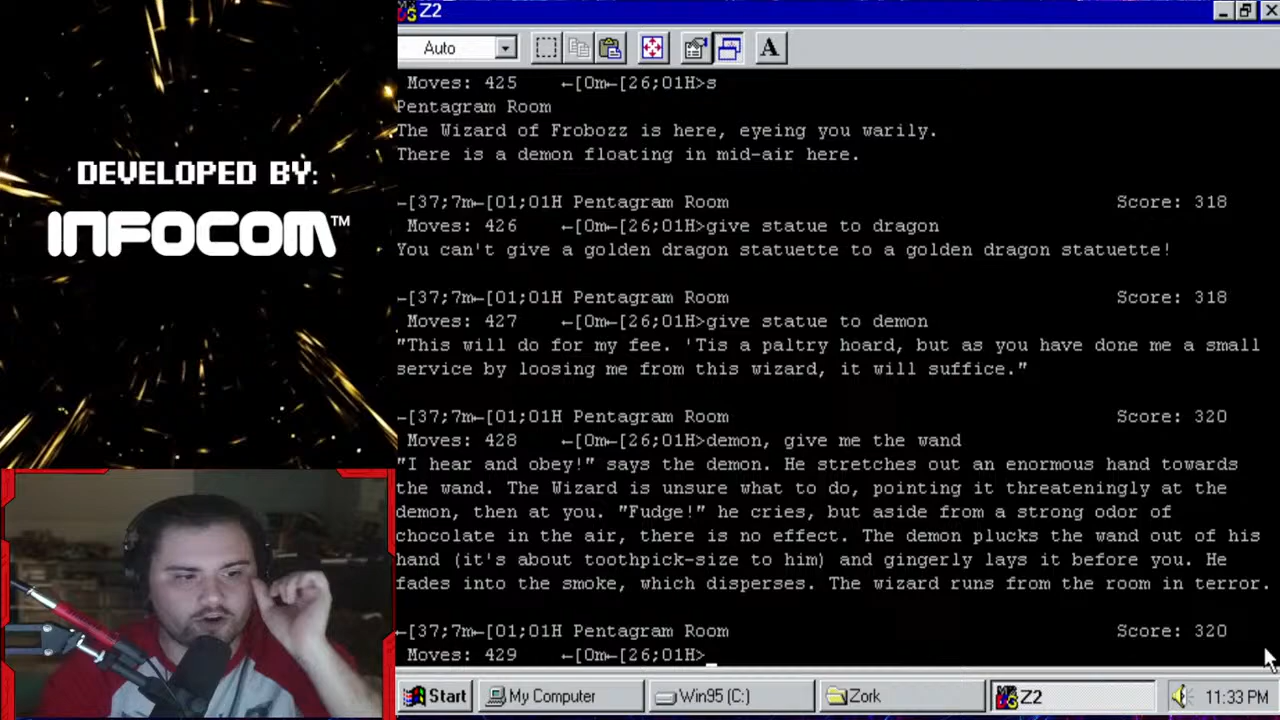 DEVELOPED BY:
INFOCOM™
Z2
Auto
A
Moves: 425 ←[0m←[26;01H>s
Pentagram Room
The Wizard of Frobozz is here, eyeing you warily.
There is a demon floating in mid-air here.
←[37;7m←[01;01H Pentagram Room Score: 318
Moves: 426 ←[0m←[26;01H>give statue to dragon
You can't give a golden dragon statuette to a golden dragon statuette!
←[37;7m←[01;01H Pentagram Room Score: 318
Moves: 427 ←[0m←[26;01H>give statue to demon
"This will do for my fee. 'Tis a paltry hoard, but as you have done me a small
service by loosing me from this wizard, it will suffice."
←[37;7m←[01;01H Pentagram Room Score: 320
Moves: 428 ←[0m←[26;01H>demon, give me the wand
"I hear and obey!" says the demon. He stretches out an enormous hand towards
the wand. The Wizard is unsure what to do, pointing it threateningly at the
demon, then at you. "Fudge!" he cries, but aside from a strong odor of
chocolate in the air, there is no effect. The demon plucks the wand out of his
hand (it's about toothpick-size to him) and gingerly lays it before you. He
fades into the smoke, which disperses. The wizard runs from the room in terror.
←[37;7m←[01;01H Pentagram Room Score: 320
Moves: 429 ←[0m←[26;01H>_
Start My Computer Win95 (C:) Zork Z2 11:33 PM